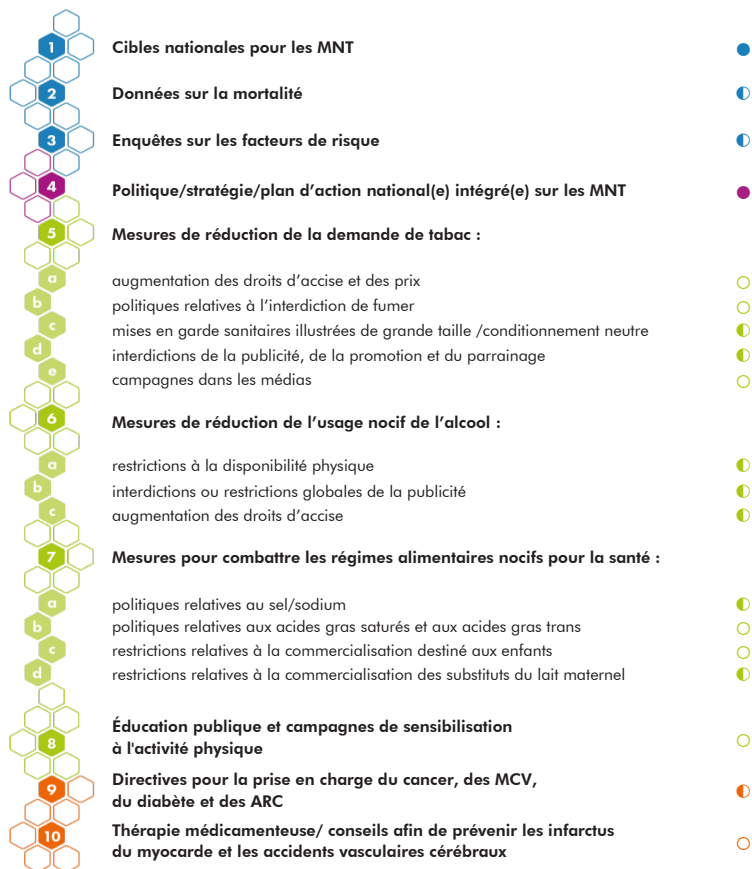 1 Cibles nationales pour les MNT
2 Données sur la mortalité
3 Enquêtes sur les facteurs de risque
4 Politique/stratégie/plan d'action national(e) intégré(e) sur les MNT
5 Mesures de réduction de la demande de tabac :
a augmentation des droits d'accise et des prix
b politiques relatives à l'interdiction de fumer
c mises en garde sanitaires illustrées de grande taille /conditionnement neutre
d interdictions de la publicité, de la promotion et du parrainage
e campagnes dans les médias
6 Mesures de réduction de l'usage nocif de l'alcool :
a restrictions à la disponibilité physique
b interdictions ou restrictions globales de la publicité
c augmentation des droits d'accise
7 Mesures pour combattre les régimes alimentaires nocifs pour la santé :
a politiques relatives au sel/sodium
b politiques relatives aux acides gras saturés et aux acides gras trans
c restrictions relatives à la commercialisation destiné aux enfants
d restrictions relatives à la commercialisation des substituts du lait maternel
8 Éducation publique et campagnes de sensibilisation
à l'activité physique
9 Directives pour la prise en charge du cancer, des MCV,
du diabète et des ARC
10 Thérapie médicamenteuse/ conseils afin de prévenir les infarctus
du myocarde et les accidents vasculaires cérébraux